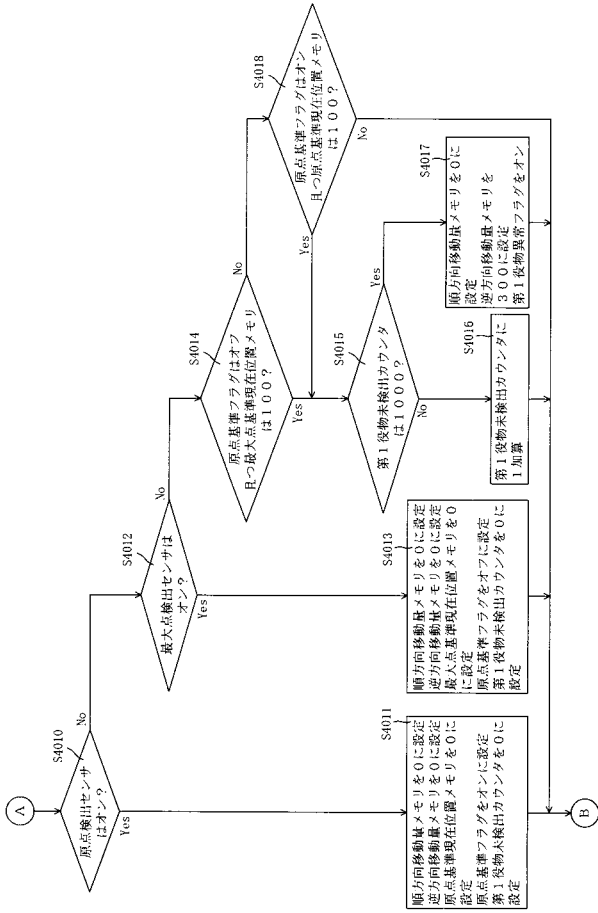 A
S4010
原点検出センサ
はオン?
No
Yes
S4011
順方向移動量メモリを0に設定
逆方向移動量メモリを0に設定
原点基準現在位置メモリを0に
設定
原点基準フラグをオンに設定
第1役物未検出カウンタを0に
設定
S4012
最大点検出センサは
オン?
No
Yes
S4013
順方向移動量メモリを0に設定
逆方向移動量メモリを0に設定
最大点基準現在位置メモリを0
に設定
原点基準フラグをオフに設定
第1役物未検出カウンタを0に
設定
S4014
原点基準フラグはオフ
且つ最大点基準現在位置メモリ
は100?
No
Yes
S4018
原点基準フラグはオン
且つ原点基準現在位置メモリ
は100?
Yes
No
S4015
第1役物未検出カウンタ
は1000?
Yes
No
S4016
第1役物未検出カウンタに
1加算
S4017
順方向移動量メモリを0に
設定
逆方向移動量メモリを
300に設定
第1役物異常フラグをオン
B